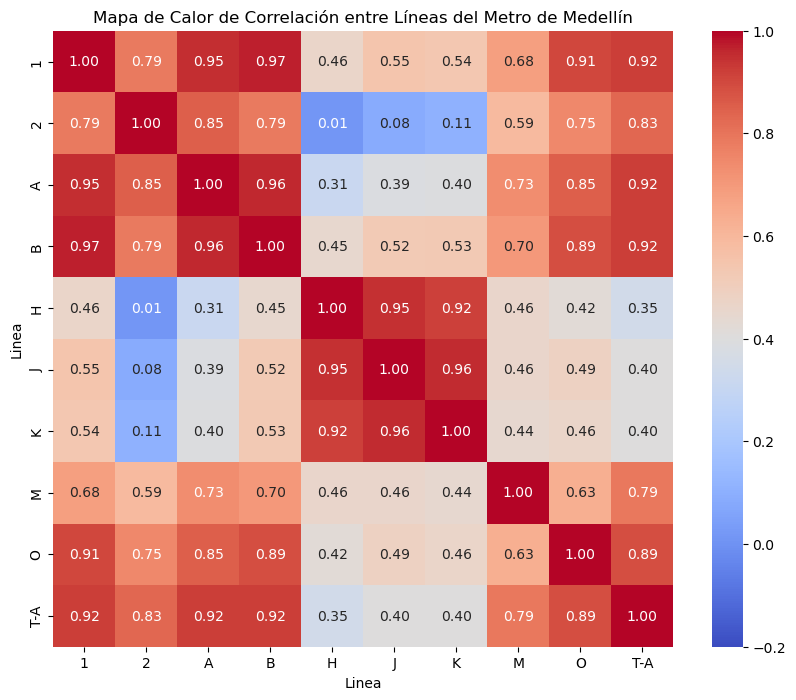 Mapa de Calor de Correlación entre Líneas del Metro de Medellín
1 1.00 0.79 0.95 0.97 0.46 0.55 0.54 0.68 0.91 0.92
2 0.79 1.00 0.85 0.79 0.01 0.08 0.11 0.59 0.75 0.83
A 0.95 0.85 1.00 0.96 0.31 0.39 0.40 0.73 0.85 0.92
B 0.97 0.79 0.96 1.00 0.45 0.52 0.53 0.70 0.89 0.92
H 0.46 0.01 0.31 0.45 1.00 0.95 0.92 0.46 0.42 0.35
J 0.55 0.08 0.39 0.52 0.95 1.00 0.96 0.46 0.49 0.40
K 0.54 0.11 0.40 0.53 0.92 0.96 1.00 0.44 0.46 0.40
M 0.68 0.59 0.73 0.70 0.46 0.46 0.44 1.00 0.63 0.79
O 0.91 0.75 0.85 0.89 0.42 0.49 0.46 0.63 1.00 0.89
T-A 0.92 0.83 0.92 0.92 0.35 0.40 0.40 0.79 0.89 1.00
1 2 A B H J K M O T-A
Linea
Linea
1.0
0.8
0.6
0.4
0.2
0.0
−0.2